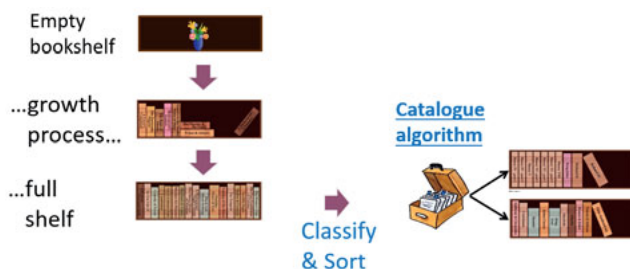 Empty
bookshelf
...growth
process...
...full
shelf
Classify
& Sort
Catalogue
algorithm